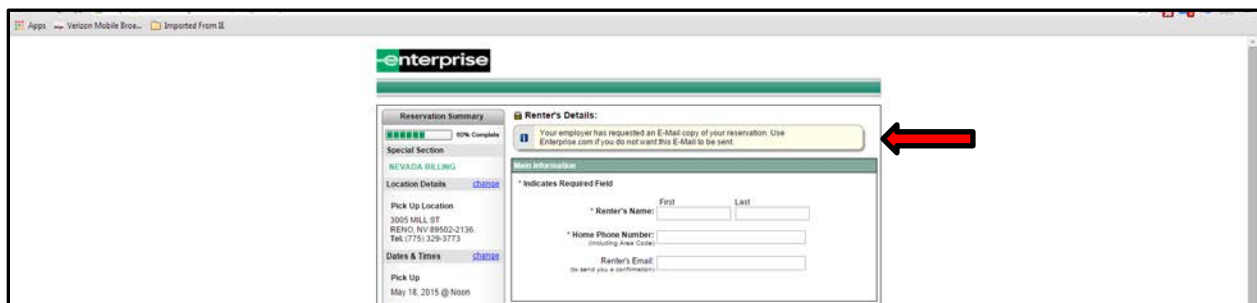 Apps Verizon Mobile Broa... Imported From IE
enterprise
Reservation Summary
60% Complete
Special Section
NEVADA BILLING
Location Details change
Pick Up Location
3005 MILL ST
RENO, NV 89502-2136
Tel. (775) 329-3773
Dates & Times change
Pick Up
May 18, 2015 @ Noon
Renter's Details:
Your employer has requested an E-Mail copy of your reservation. Use
Enterprise.com if you do not want this E-Mail to be sent.
Main Information
* Indicates Required Field
First Last
* Renter's Name:
* Home Phone Number:
(Including Area Code)
Renter's Email:
(to send you a confirmation)